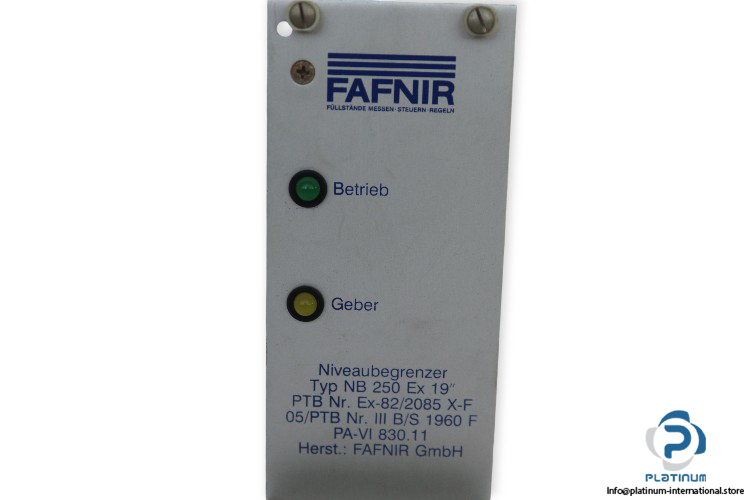 FAFNIR
FÜLLSTÄNDE MESSEN·STEUERN·REGELN
Betrieb
Geber
Niveaubegrenzer
Typ NB 250 Ex 19″
PTB Nr. Ex-82/2085 X-F
05/PTB Nr. III B/S 1960 F
PA-VI 830.11
Herst.: FAFNIR GmbH
PLATINUM
Info@platinum-international.store